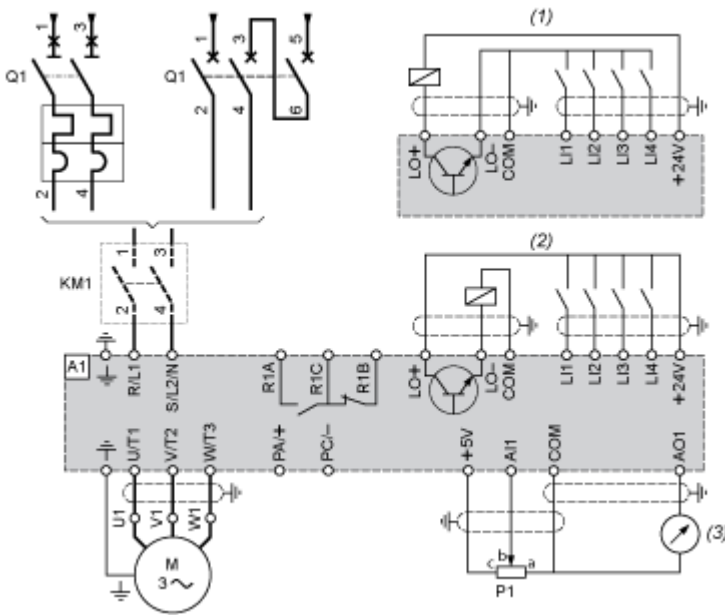 1 3 1 3 5
Q1 Q1
2 4 2 4 6
(1)
LO+ LO- COM LI1 LI2 LI3 LI4 +24V
1 3
KM1
2 4
(2)
A1 R/L1 S/L2/N R1A R1C R1B LO+ LO- COM LI1 LI2 LI3 LI4 +24V
U/T1 V/T2 W/T3 PA/+ PC/- +5V AI1 COM AO1
U1 V1 W1
(3)
M
3~
c b a
P1